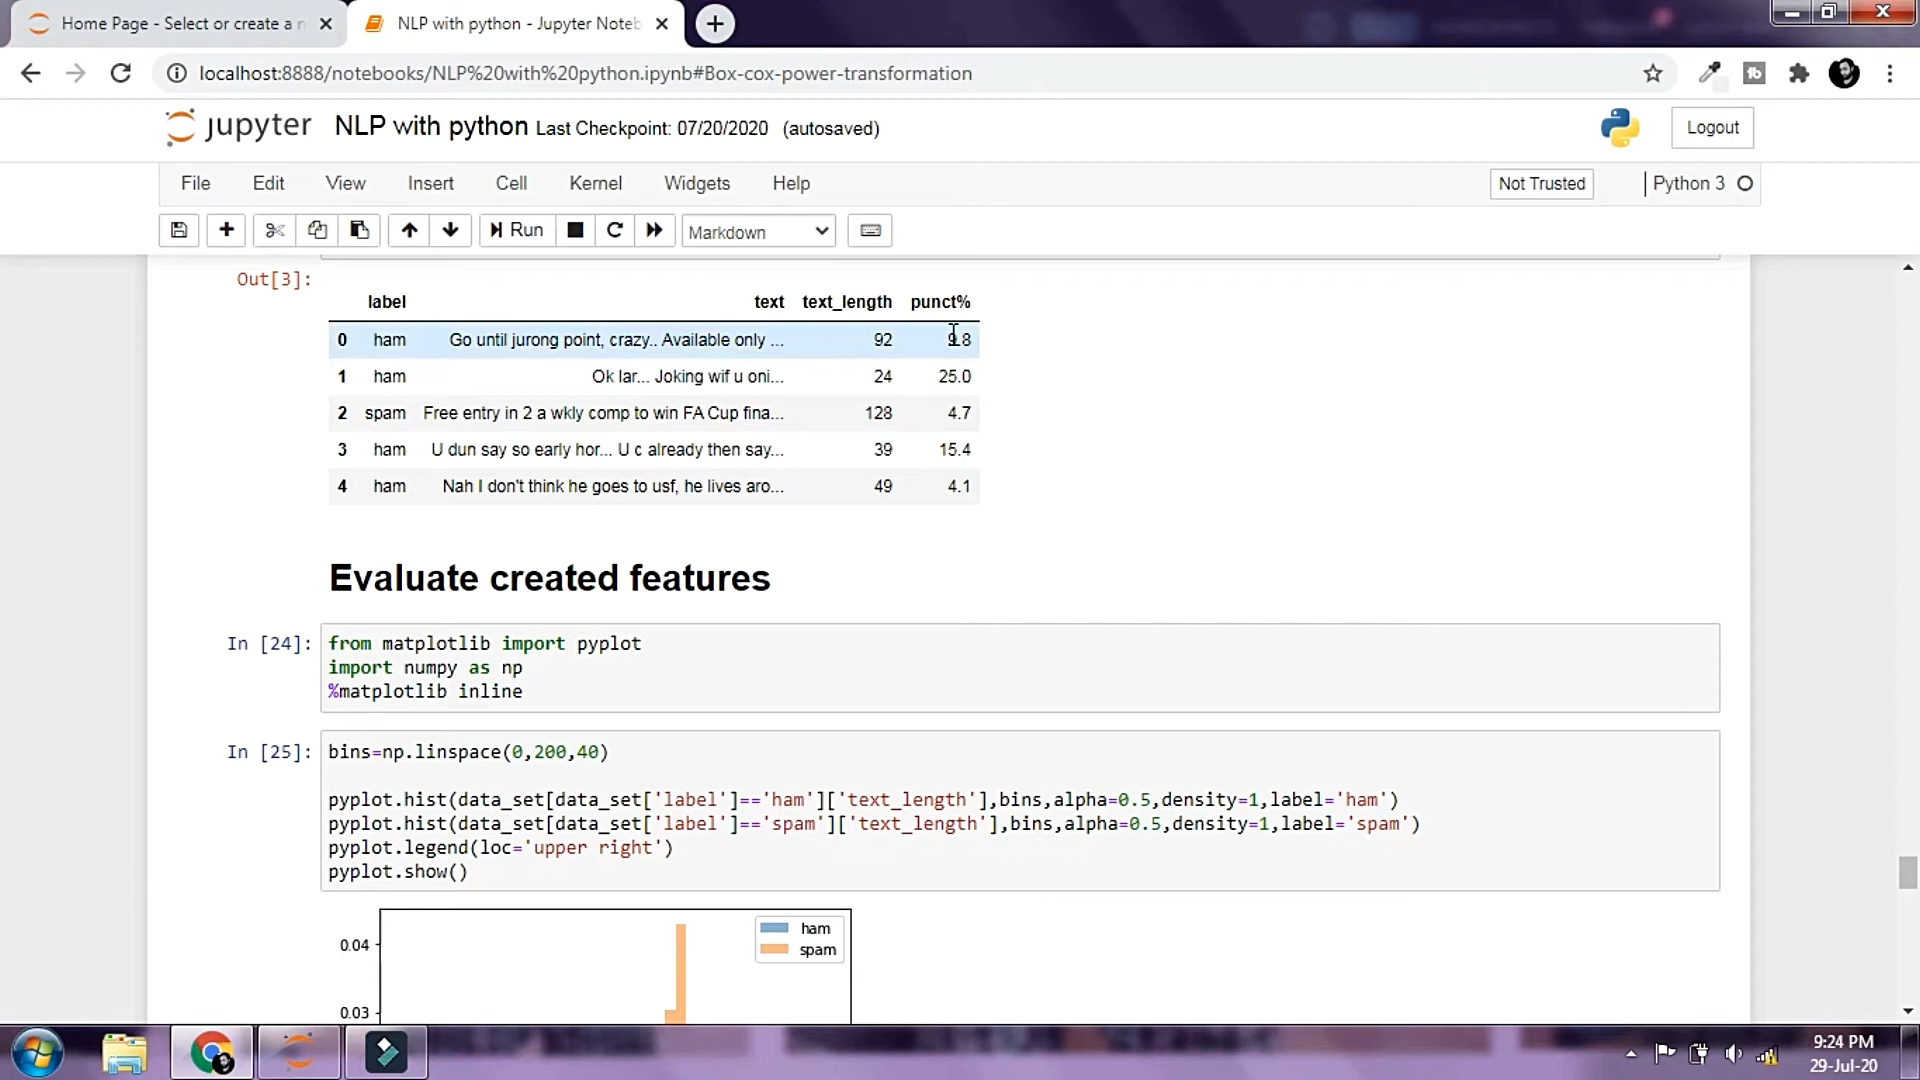 Home Page - Select or create a n
NLP with python - Jupyter Noteb
localhost:8888/notebooks/NLP%20with%20python.ipynb#Box-cox-power-transformation
jupyter NLP with python Last Checkpoint: 07/20/2020 (autosaved)
Logout
File Edit View Insert Cell Kernel Widgets Help
Not Trusted
Python 3
Run
Markdown
Out[3]:
label text text_length punct%
0 ham Go until jurong point, crazy.. Available only ... 92 9.8
1 ham Ok lar... Joking wif u oni... 24 25.0
2 spam Free entry in 2 a wkly comp to win FA Cup fina... 128 4.7
3 ham U dun say so early hor... U c already then say... 39 15.4
4 ham Nah I don't think he goes to usf, he lives aro... 49 4.1
Evaluate created features
In [24]: from matplotlib import pyplot
import numpy as np
%matplotlib inline
In [25]: bins=np.linspace(0,200,40)
pyplot.hist(data_set[data_set['label']=='ham']['text_length'],bins,alpha=0.5,density=1,label='ham')
pyplot.hist(data_set[data_set['label']=='spam']['text_length'],bins,alpha=0.5,density=1,label='spam')
pyplot.legend(loc='upper right')
pyplot.show()
ham
spam
0.04
0.03
9:24 PM
29-Jul-20